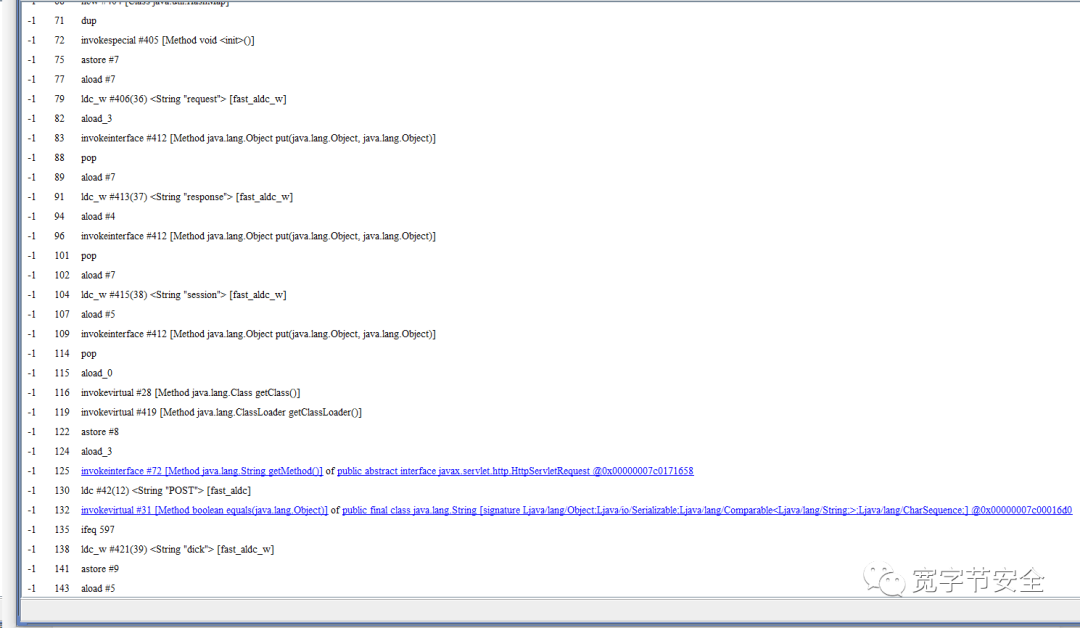 -1 68 new #404 [Class java.util.HashMap]
-1 71 dup
-1 72 invokespecial #405 [Method void <init>()]
-1 75 astore #7
-1 77 aload #7
-1 79 ldc_w #406(36) <String "request"> [fast_aldc_w]
-1 82 aload_3
-1 83 invokeinterface #412 [Method java.lang.Object put(java.lang.Object, java.lang.Object)]
-1 88 pop
-1 89 aload #7
-1 91 ldc_w #413(37) <String "response"> [fast_aldc_w]
-1 94 aload #4
-1 96 invokeinterface #412 [Method java.lang.Object put(java.lang.Object, java.lang.Object)]
-1 101 pop
-1 102 aload #7
-1 104 ldc_w #415(38) <String "session"> [fast_aldc_w]
-1 107 aload #5
-1 109 invokeinterface #412 [Method java.lang.Object put(java.lang.Object, java.lang.Object)]
-1 114 pop
-1 115 aload_0
-1 116 invokevirtual #28 [Method java.lang.Class getClass()]
-1 119 invokevirtual #419 [Method java.lang.ClassLoader getClassLoader()]
-1 122 astore #8
-1 124 aload_3
-1 125 invokeinterface #72 [Method java.lang.String getMethod()] of public abstract interface javax.servlet.http.HttpServletRequest @0x00000007c0171658
-1 130 ldc #42(12) <String "POST"> [fast_aldc]
-1 132 invokevirtual #31 [Method boolean equals(java.lang.Object)] of public final class java.lang.String [signature Ljava/lang/Object;Ljava/io/Serializable;Ljava/lang/Comparable<Ljava/lang/String;>;Ljava/lang/CharSequence;] @0x00000007c00016d0
-1 135 ifeq 597
-1 138 ldc_w #421(39) <String "dick"> [fast_aldc_w]
-1 141 astore #9
-1 143 aload #5
宽字节安全